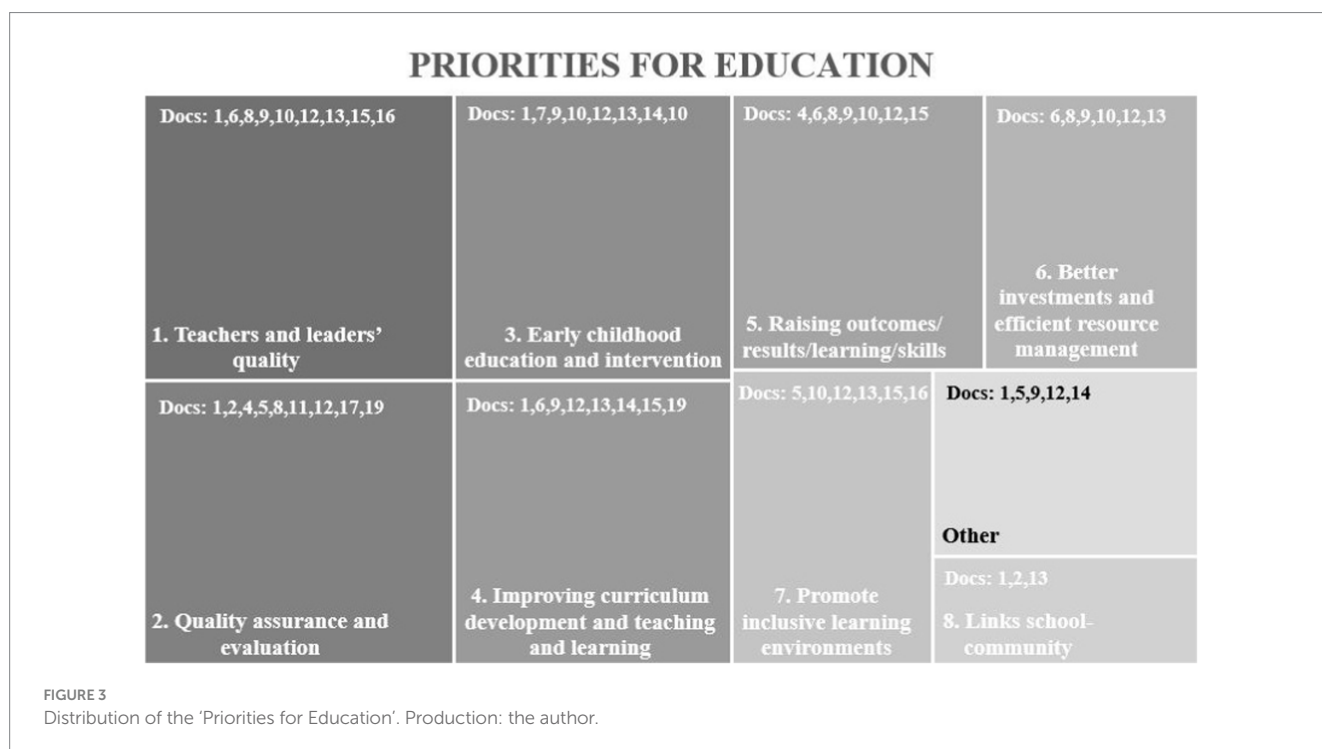 PRIORITIES FOR EDUCATION
Docs: 1,6,8,9,10,12,13,15,16
1. Teachers and leaders’
quality
Docs: 1,7,9,10,12,13,14,10
3. Early childhood
education and intervention
Docs: 4,6,8,9,10,12,15
5. Raising outcomes/
results/learning/skills
Docs: 6,8,9,10,12,13
6. Better
investments and
efficient resource
management
Docs: 1,2,4,5,8,11,12,17,19
2. Quality assurance and
evaluation
Docs: 1,6,9,12,13,14,15,19
4. Improving curriculum
development and teaching
and learning
Docs: 5,10,12,13,15,16
7. Promote
inclusive learning
environments
Docs: 1,5,9,12,14
Other
Docs: 1,2,13
8. Links school-
community
FIGURE 3
Distribution of the ‘Priorities for Education’. Production: the author.